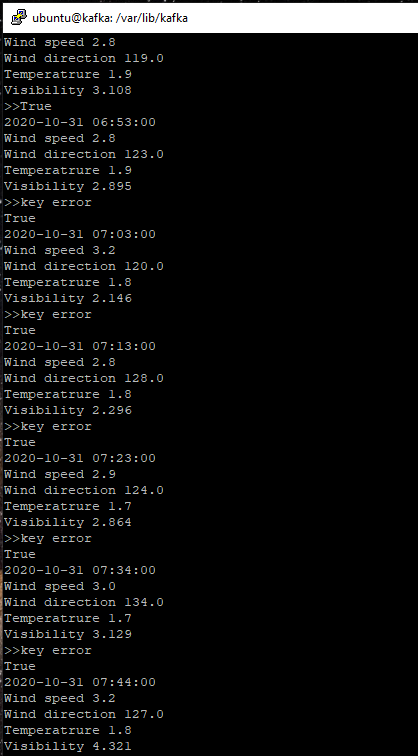 ubuntu@kafka: /var/lib/kafka
Wind speed 2.8
Wind direction 119.0
Temperatrure 1.9
Visibility 3.108
>>True
2020-10-31 06:53:00
Wind speed 2.8
Wind direction 123.0
Temperatrure 1.9
Visibility 2.895
>>key error
True
2020-10-31 07:03:00
Wind speed 3.2
Wind direction 120.0
Temperatrure 1.8
Visibility 2.146
>>key error
True
2020-10-31 07:13:00
Wind speed 2.8
Wind direction 128.0
Temperatrure 1.8
Visibility 2.296
>>key error
True
2020-10-31 07:23:00
Wind speed 2.9
Wind direction 124.0
Temperatrure 1.7
Visibility 2.864
>>key error
True
2020-10-31 07:34:00
Wind speed 3.0
Wind direction 134.0
Temperatrure 1.7
Visibility 3.129
>>key error
True
2020-10-31 07:44:00
Wind speed 3.2
Wind direction 127.0
Temperatrure 1.8
Visibility 4.321